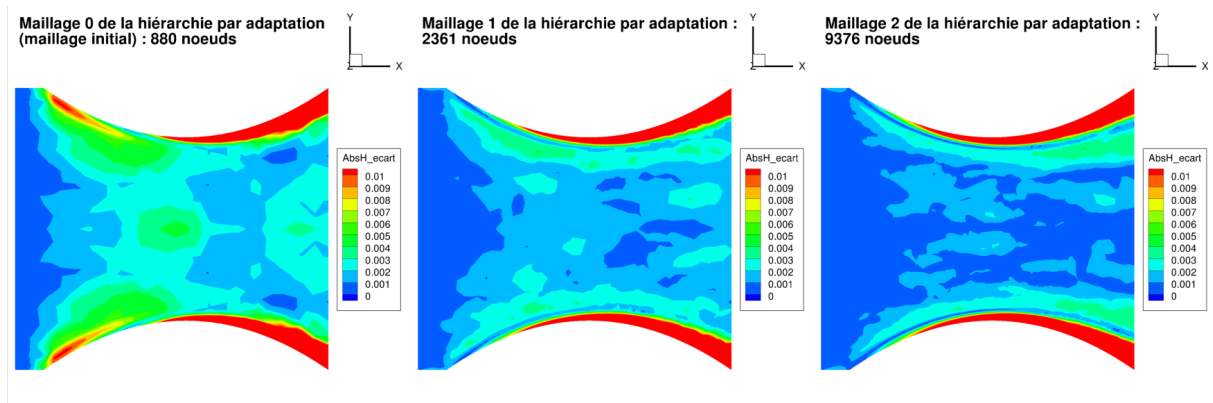 Maillage 0 de la hiérarchie par adaptation
(maillage initial) : 880 noeuds
Y
X
Z
AbsH_ecart
0.01
0.009
0.008
0.007
0.006
0.005
0.004
0.003
0.002
0.001
0
Maillage 1 de la hiérarchie par adaptation :
2361 noeuds
Y
X
Z
AbsH_ecart
0.01
0.009
0.008
0.007
0.006
0.005
0.004
0.003
0.002
0.001
0
Maillage 2 de la hiérarchie par adaptation :
9376 noeuds
Y
X
Z
AbsH_ecart
0.01
0.009
0.008
0.007
0.006
0.005
0.004
0.003
0.002
0.001
0